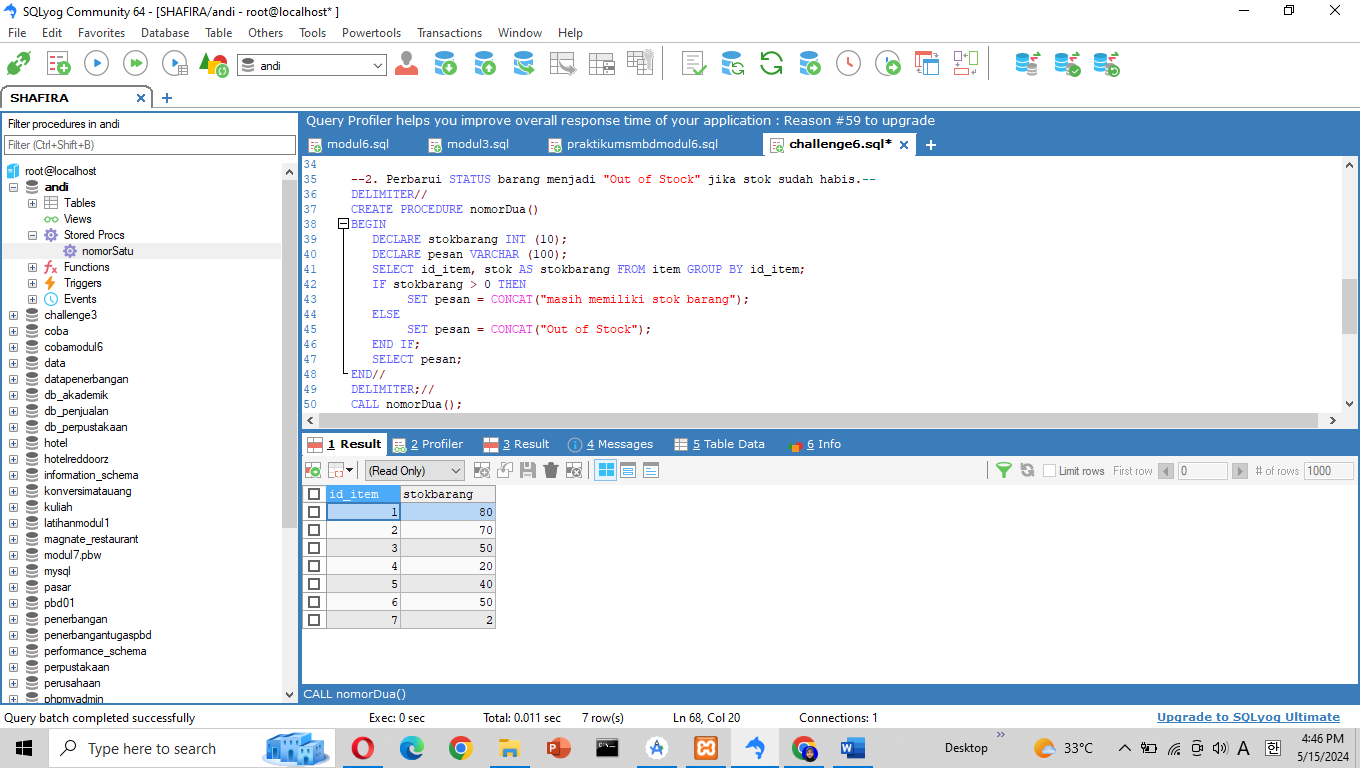 SQLyog Community 64 - [SHAFIRA/andi - root@localhost* ]
File Edit Favorites Database Table Others Tools Powertools Transactions Window Help
andi
SHAFIRA
Filter procedures in andi
Filter (Ctrl+Shift+B)
root@localhost
andi
Tables
Views
Stored Procs
nomorSatu
Functions
Triggers
Events
challenge3
coba
cobamodul6
data
datapenerbangan
db_akademik
db_penjualan
db_perpustakaan
hotel
hotelreddoorz
information_schema
konversimatauang
kuliah
latihanmodul1
magnate_restaurant
modul7.pbw
mysql
pasar
pbd01
penerbangan
penerbangantugaspbd
performance_schema
perpustakaan
perusahaan
phpmyadmin
Query Profiler helps you improve overall response time of your application : Reason #59 to upgrade
modul6.sql modul3.sql praktikumsmbdmodul6.sql challenge6.sql*
34
35 --2. Perbarui STATUS barang menjadi "Out of Stock" jika stok sudah habis.--
36 DELIMITER//
37 CREATE PROCEDURE nomorDua()
38 BEGIN
39 DECLARE stokbarang INT (10);
40 DECLARE pesan VARCHAR (100);
41 SELECT id_item, stok AS stokbarang FROM item GROUP BY id_item;
42 IF stokbarang > 0 THEN
43 SET pesan = CONCAT("masih memiliki stok barang");
44 ELSE
45 SET pesan = CONCAT("Out of Stock");
46 END IF;
47 SELECT pesan;
48 END//
49 DELIMITER;//
50 CALL nomorDua();
1 Result 2 Profiler 3 Result 4 Messages 5 Table Data 6 Info
(Read Only) Limit rows First row 0 # of rows 1000
id_item stokbarang
1 80
2 70
3 50
4 20
5 40
6 50
7 2
CALL nomorDua()
Query batch completed successfully Exec: 0 sec Total: 0.011 sec 7 row(s) Ln 68, Col 20 Connections: 1 Upgrade to SQLyog Ultimate
Type here to search Desktop 33°C A 한 4:46 PM
5/15/2024